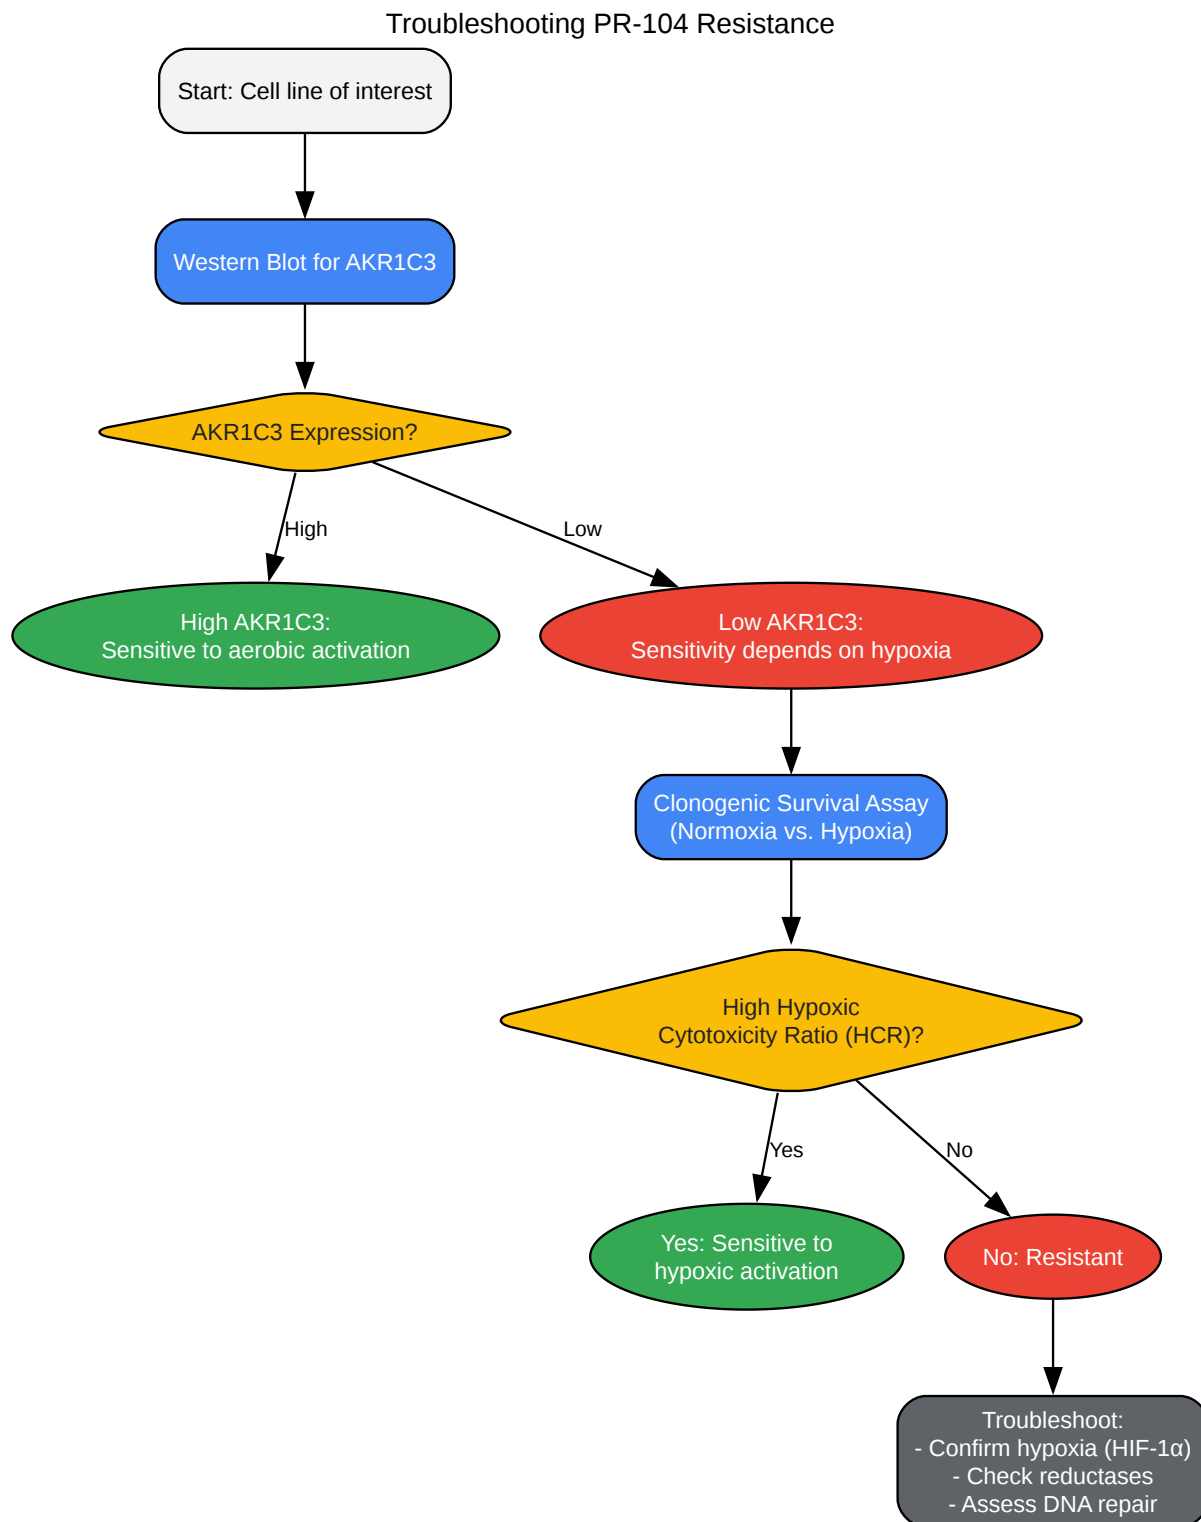 Troubleshooting PR-104 Resistance
Start: Cell line of interest
Western Blot for AKR1C3
AKR1C3 Expression?
High
Low
High AKR1C3:
Sensitive to aerobic activation
Low AKR1C3:
Sensitivity depends on hypoxia
Clonogenic Survival Assay
(Normoxia vs. Hypoxia)
High Hypoxic
Cytotoxicity Ratio (HCR)?
Yes
No
Yes: Sensitive to
hypoxic activation
No: Resistant
Troubleshoot:
- Confirm hypoxia (HIF-1α)
- Check reductases
- Assess DNA repair